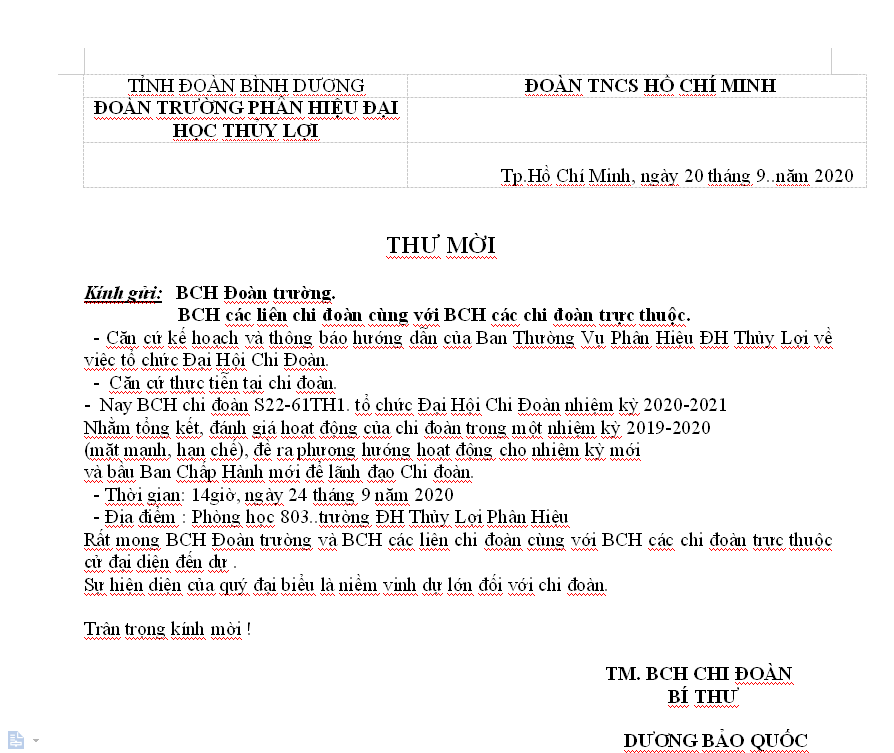 TỈNH ĐOÀN BÌNH DƯƠNG
ĐOÀN TNCS HỒ CHÍ MINH
ĐOÀN TRƯỜNG PHÂN HIỆU ĐẠI
HỌC THỦY LỢI
Tp.Hồ Chí Minh, ngày 20 tháng 9..năm 2020
THƯ MỜI
Kính gửi: BCH Đoàn trường.
BCH các liên chi đoàn cùng với BCH các chi đoàn trực thuộc.
- Căn cứ kế hoạch và thông báo hướng dẫn của Ban Thường Vụ Phân Hiệu ĐH Thủy Lợi về
việc tổ chức Đại Hội Chi Đoàn.
- Căn cứ thực tiễn tại chi đoàn.
- Nay BCH chi đoàn S22-61TH1. tổ chức Đại Hội Chi Đoàn nhiệm kỳ 2020-2021
Nhằm tổng kết, đánh giá hoạt động của chi đoàn trong một nhiệm kỳ 2019-2020
(mặt mạnh, hạn chế), đề ra phương hướng hoạt động cho nhiệm kỳ mới
và bầu Ban Chấp Hành mới để lãnh đạo Chi đoàn.
- Thời gian: 14giờ, ngày 24 tháng 9 năm 2020
- Địa điểm : Phòng học 803..trường ĐH Thủy Lợi Phân Hiệu
Rất mong BCH Đoàn trường và BCH các liên chi đoàn cùng với BCH các chi đoàn trực thuộc
cử đại diện đến dự .
Sự hiện diện của quý đại biểu là niềm vinh dự lớn đối với chi đoàn.
Trân trọng kính mời !
TM. BCH CHI ĐOÀN
BÍ THƯ
DƯƠNG BẢO QUỐC